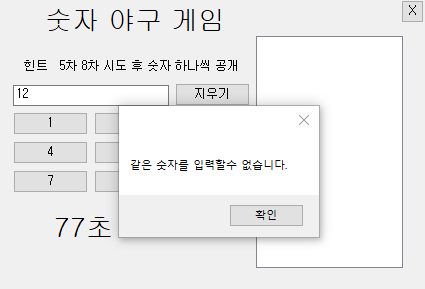 숫자 야구 게임
X
힌트 5차 8차 시도 후 숫자 하나씩 공개
12
지우기
1
4
7
같은 숫자를 입력할수 없습니다.
확인
77초